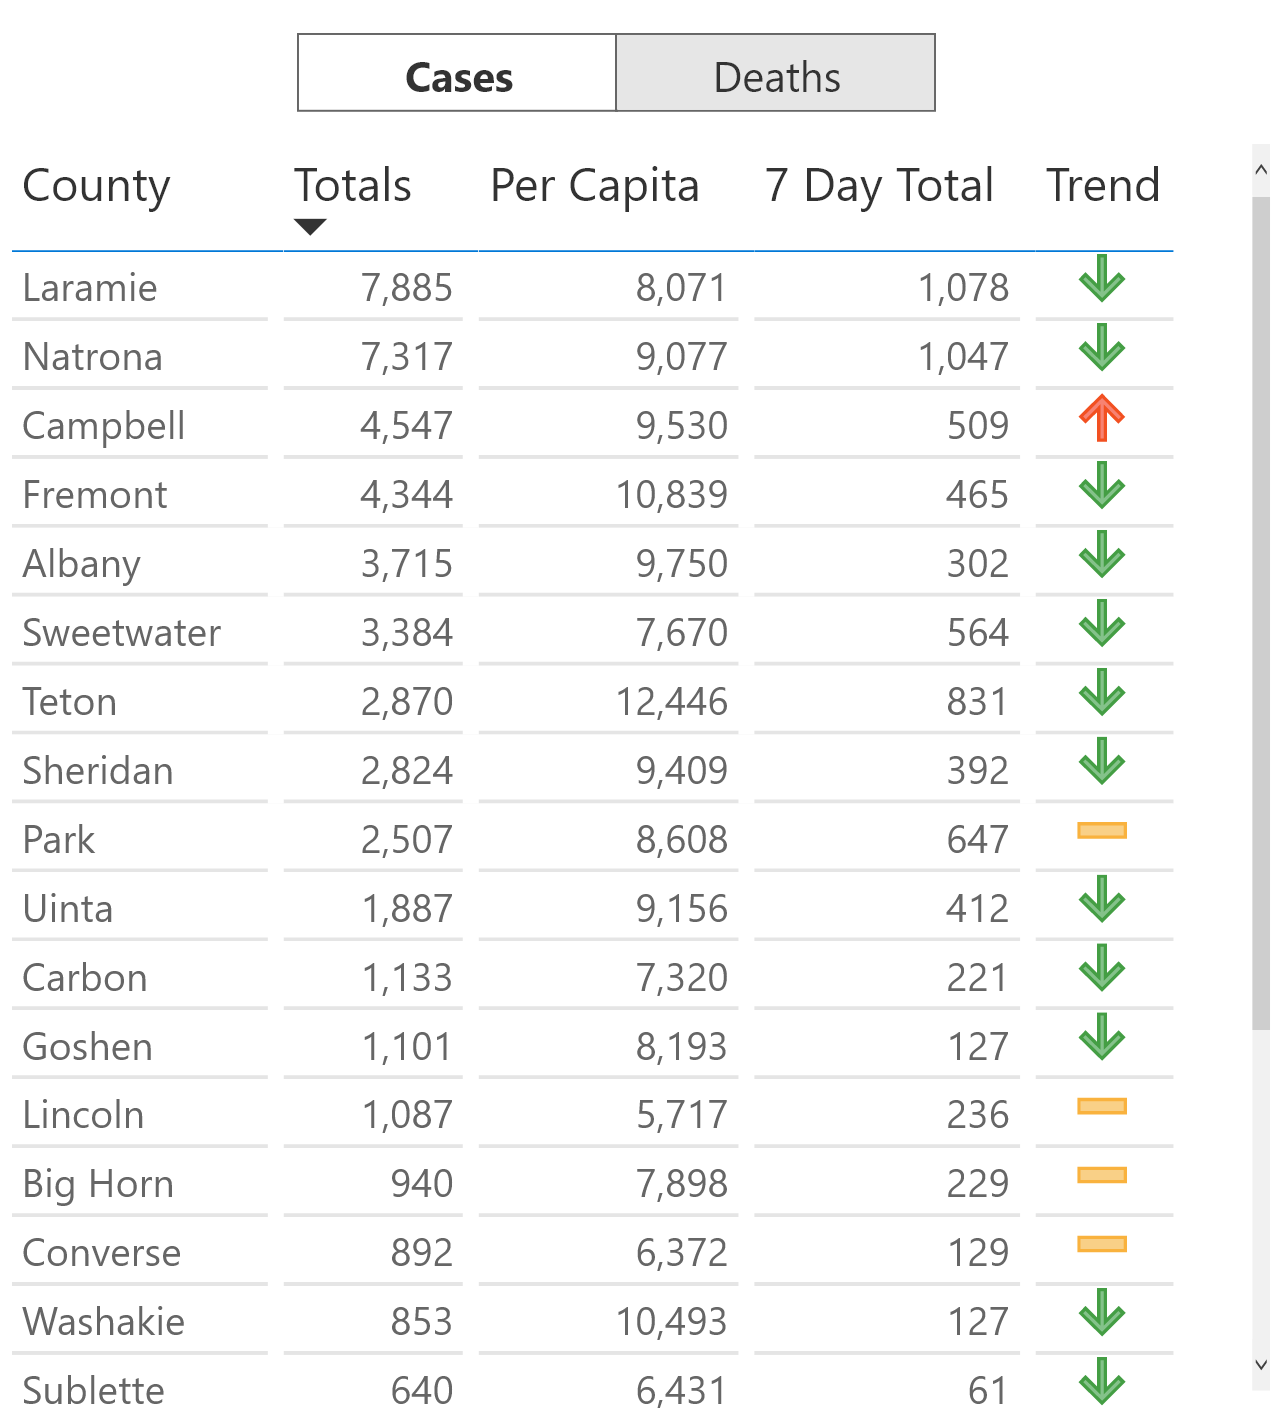 Cases Deaths
County Totals Per Capita 7 Day Total Trend
Laramie 7,885 8,071 1,078
Natrona 7,317 9,077 1,047
Campbell 4,547 9,530 509
Fremont 4,344 10,839 465
Albany 3,715 9,750 302
Sweetwater 3,384 7,670 564
Teton 2,870 12,446 831
Sheridan 2,824 9,409 392
Park 2,507 8,608 647
Uinta 1,887 9,156 412
Carbon 1,133 7,320 221
Goshen 1,101 8,193 127
Lincoln 1,087 5,717 236
Big Horn 940 7,898 229
Converse 892 6,372 129
Washakie 853 10,493 127
Sublette 640 6,431 61